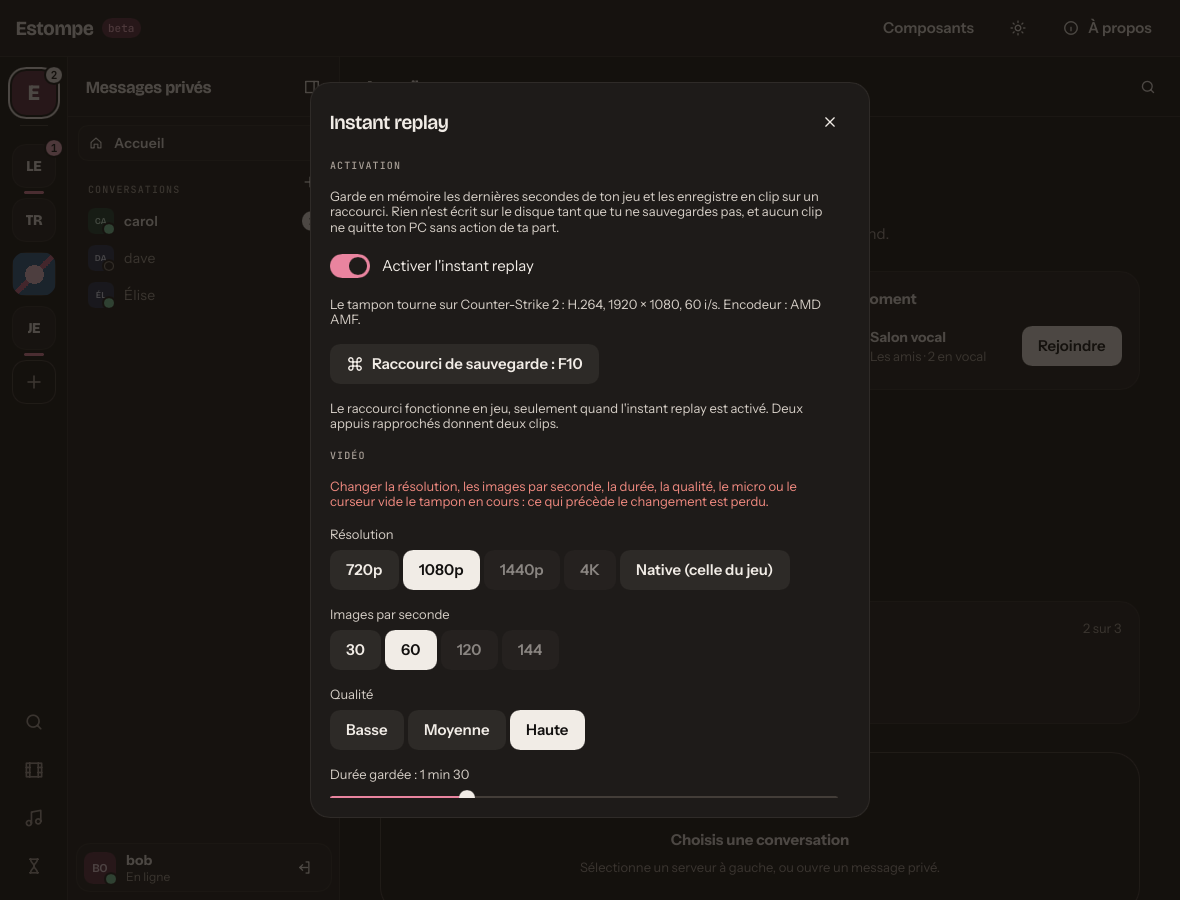 Estompe beta
Composants
À propos
E 2
Messages privés
LE 1
TR
JE
Accueil
CONVERSATIONS
CA carol
DA dave
ÉL Élise
BO bob
En ligne
Instant replay
ACTIVATION
Garde en mémoire les dernières secondes de ton jeu et les enregistre en clip sur un
raccourci. Rien n'est écrit sur le disque tant que tu ne sauvegardes pas, et aucun clip
ne quitte ton PC sans action de ta part.
Activer l'instant replay
Le tampon tourne sur Counter-Strike 2 : H.264, 1920 × 1080, 60 i/s. Encodeur : AMD
AMF.
⌘ Raccourci de sauvegarde : F10
Le raccourci fonctionne en jeu, seulement quand l'instant replay est activé. Deux
appuis rapprochés donnent deux clips.
VIDÉO
Changer la résolution, les images par seconde, la durée, la qualité, le micro ou le
curseur vide le tampon en cours : ce qui précède le changement est perdu.
Résolution
720p 1080p 1440p 4K Native (celle du jeu)
Images par seconde
30 60 120 144
Qualité
Basse Moyenne Haute
Durée gardée : 1 min 30
nd.
oment
Salon vocal
Les amis · 2 en vocal
Rejoindre
2 sur 3
Choisis une conversation
Sélectionne un serveur à gauche, ou ouvre un message privé.